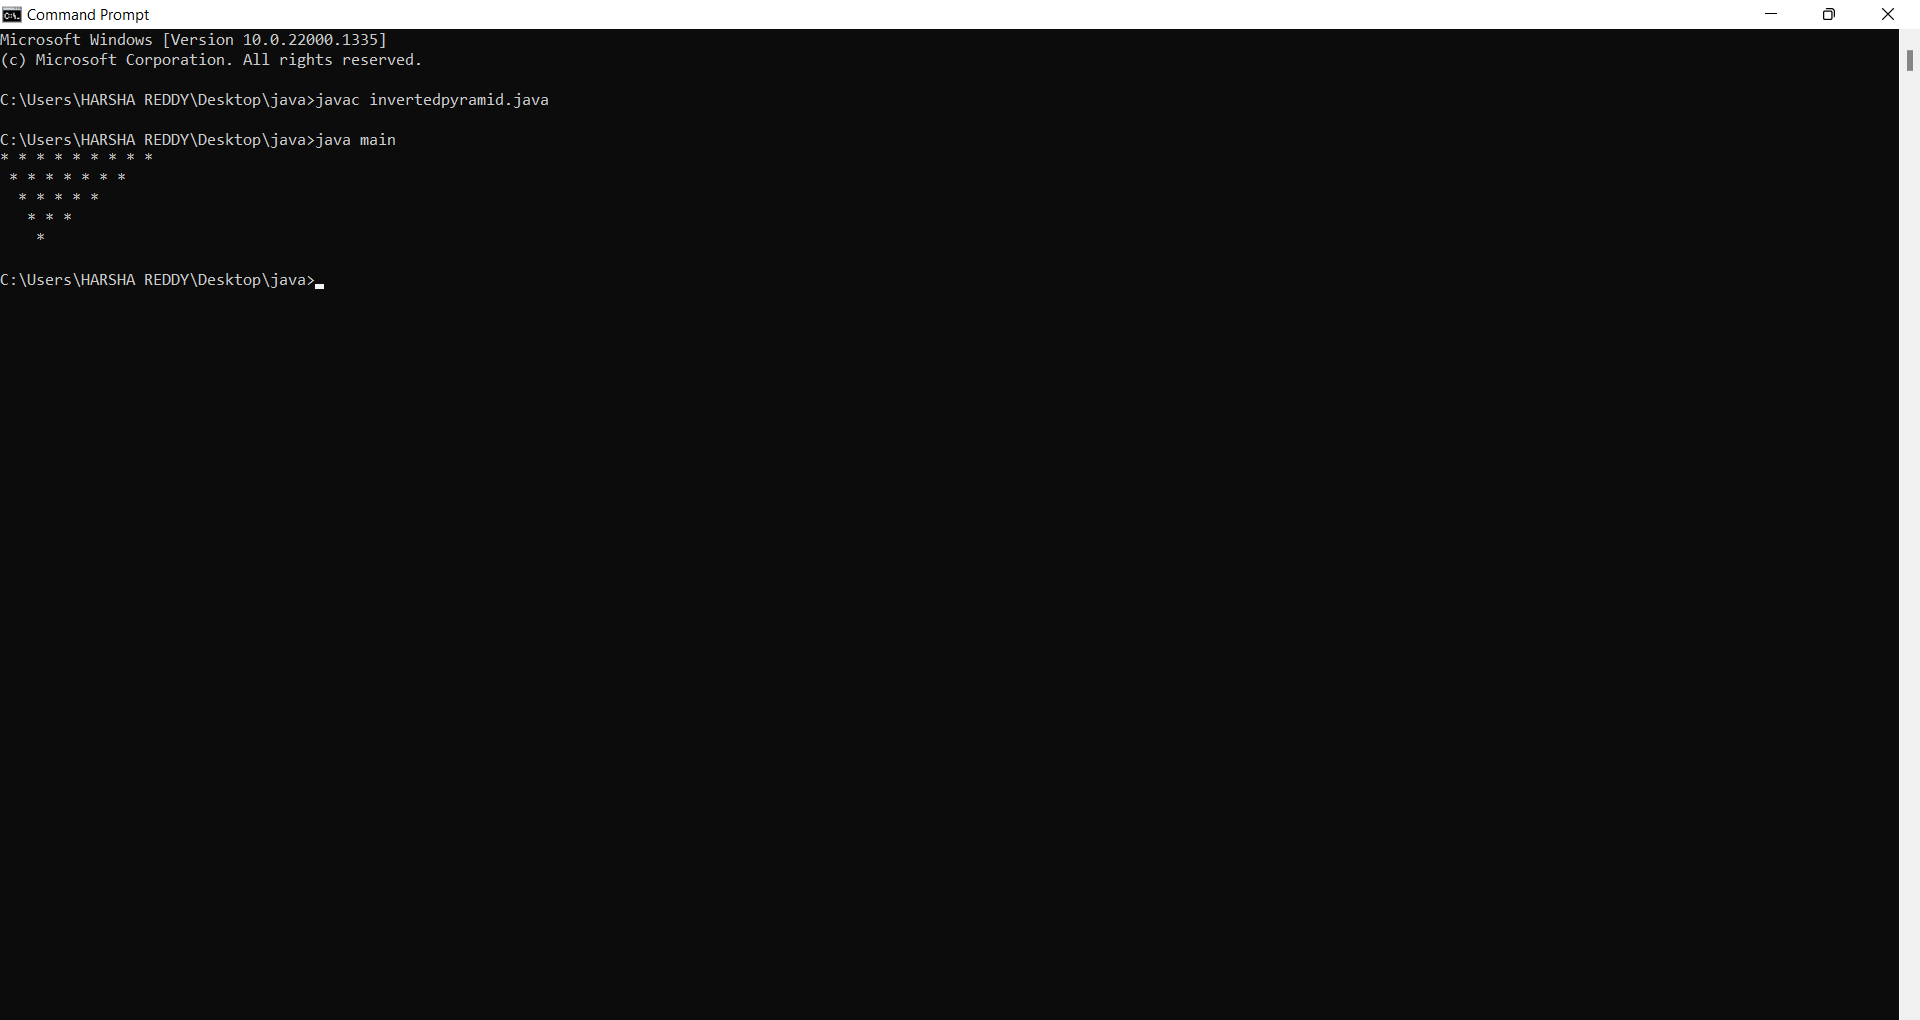 Command Prompt
Microsoft Windows [Version 10.0.22000.1335]
(c) Microsoft Corporation. All rights reserved.
C:\Users\HARSHA REDDY\Desktop\java>javac invertedpyramid.java
C:\Users\HARSHA REDDY\Desktop\java>java main
* * * * * * * * *
 * * * * * * *
  * * * * *
   * * *
    *
C:\Users\HARSHA REDDY\Desktop\java>